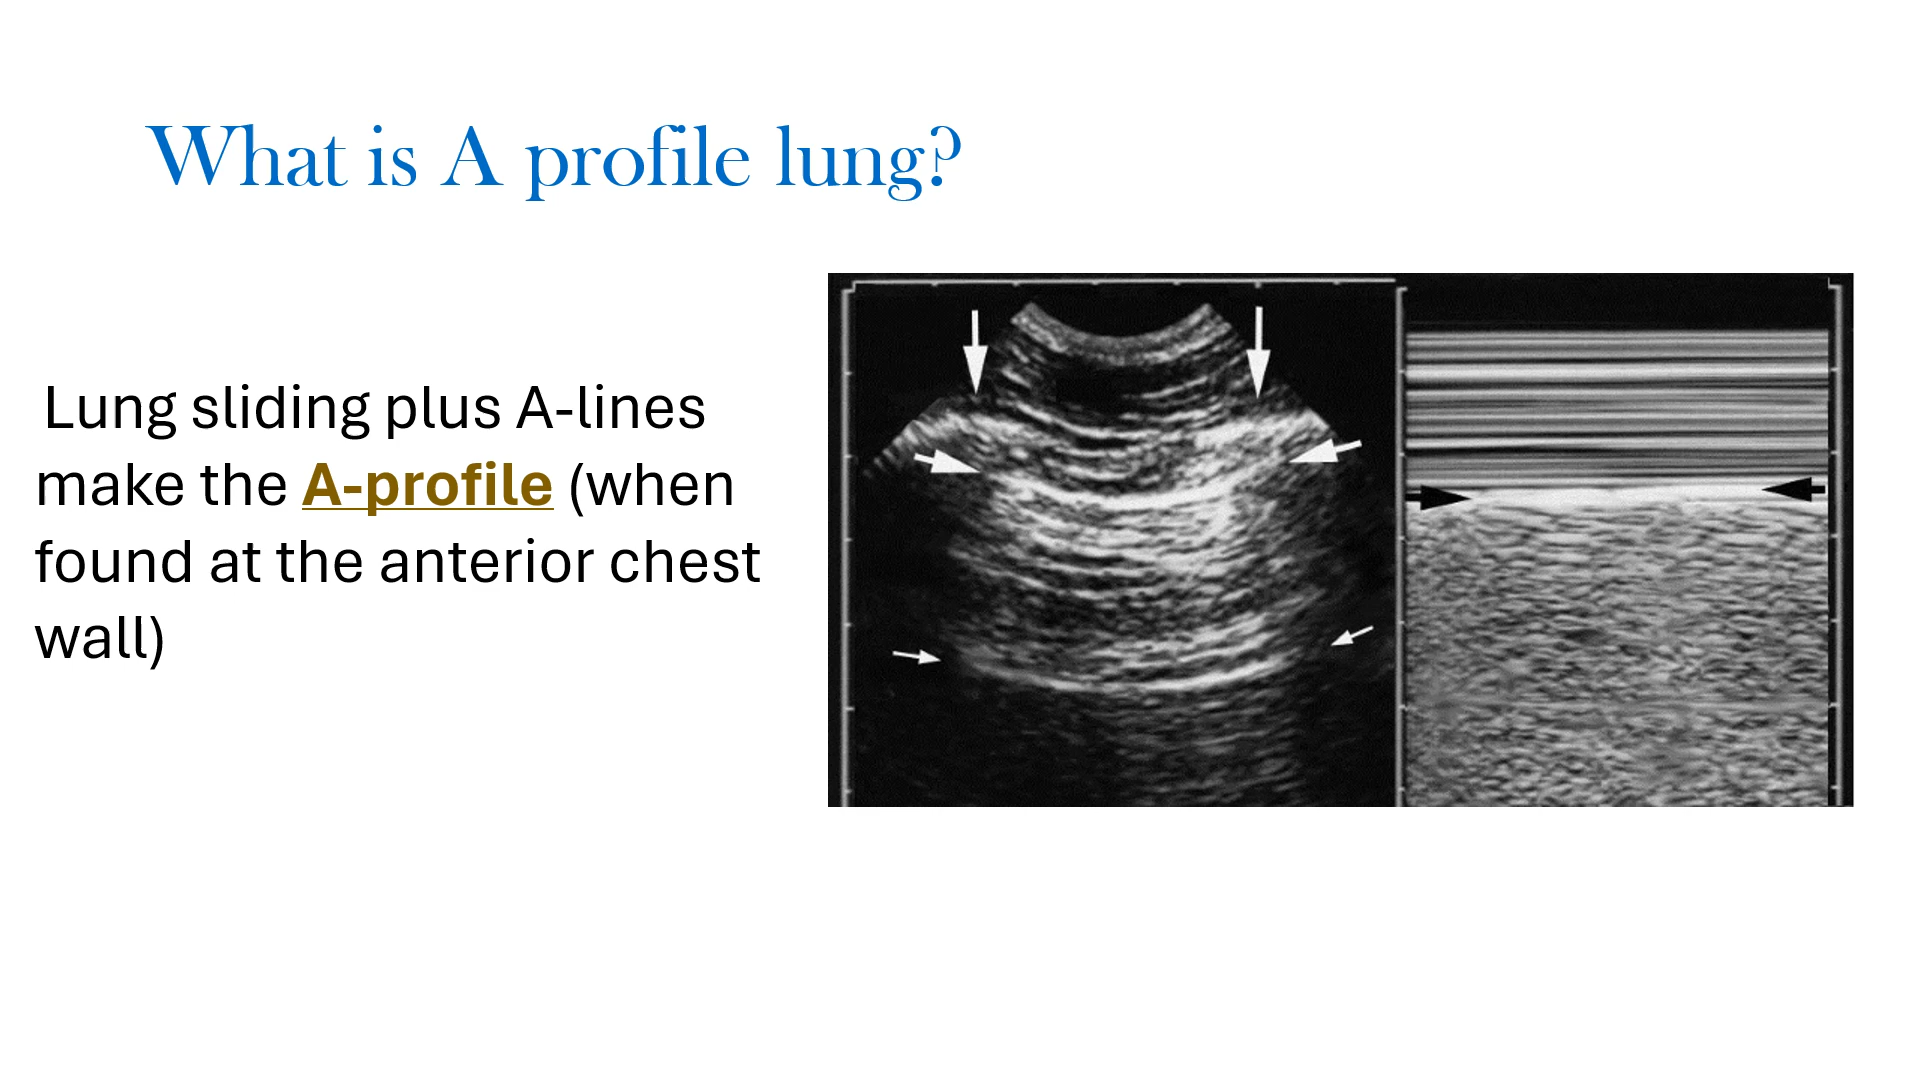 What is A profile lung?
Lung sliding plus A-lines
make the A-profile (when
found at the anterior chest
wall)